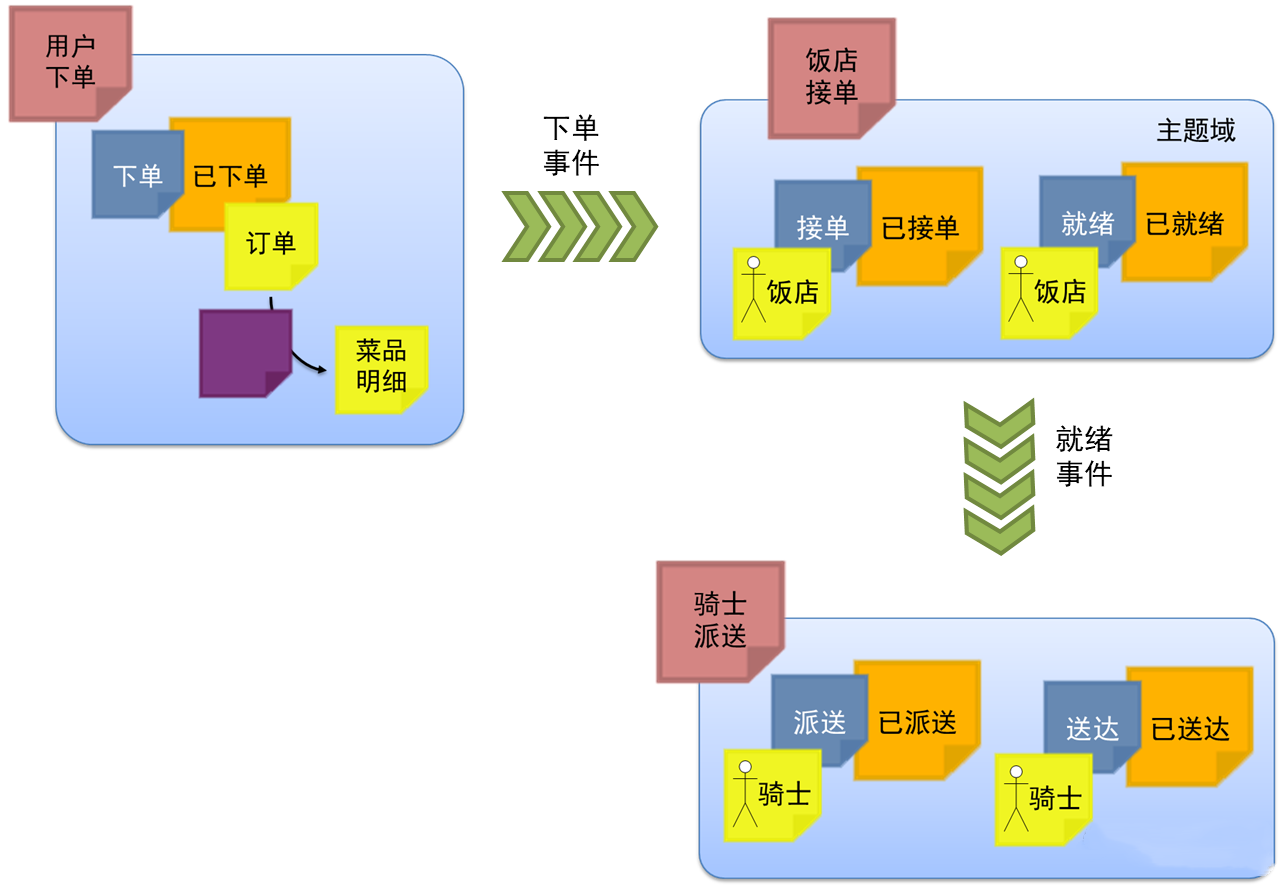 用户
下单
下单
已下单
订单
菜品
明细
下单
事件
饭店
接单
主题域
接单
已接单
饭店
就绪
已就绪
饭店
就绪
事件
骑士
派送
派送
已派送
骑士
送达
已送达
骑士